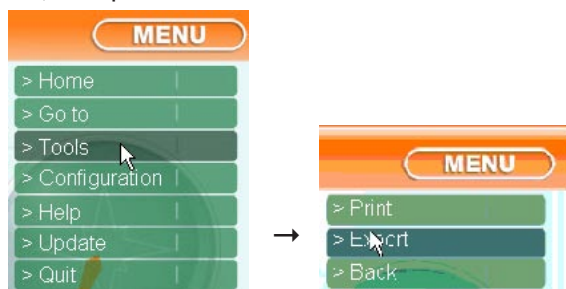 MENU
> Home
> Go to
> Tools
> Configuration
> Help
> Update
> Quit
→
MENU
> Print
> Export
> Back